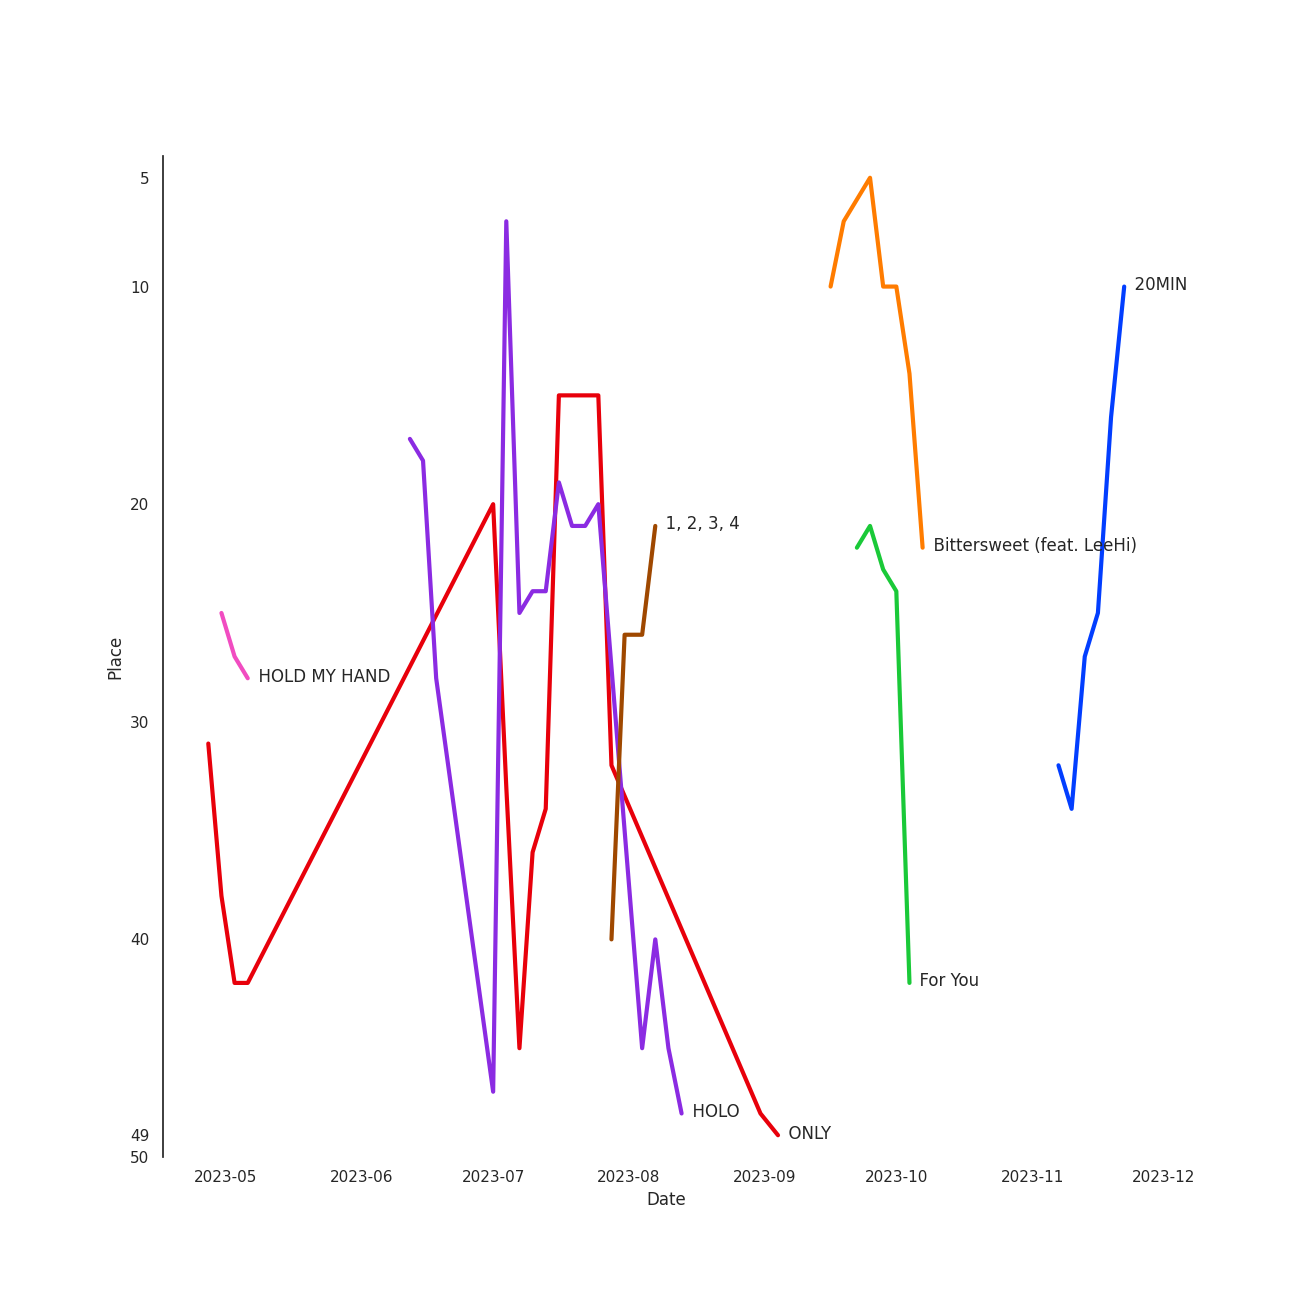 5
10
20MIN
20
1, 2, 3, 4
Bittersweet (feat. LeeHi)
HOLD MY HAND
Place
30
40
For You
HOLO
49
ONLY
50
2023-05 2023-06 2023-07 2023-08 2023-09 2023-10 2023-11 2023-12
Date